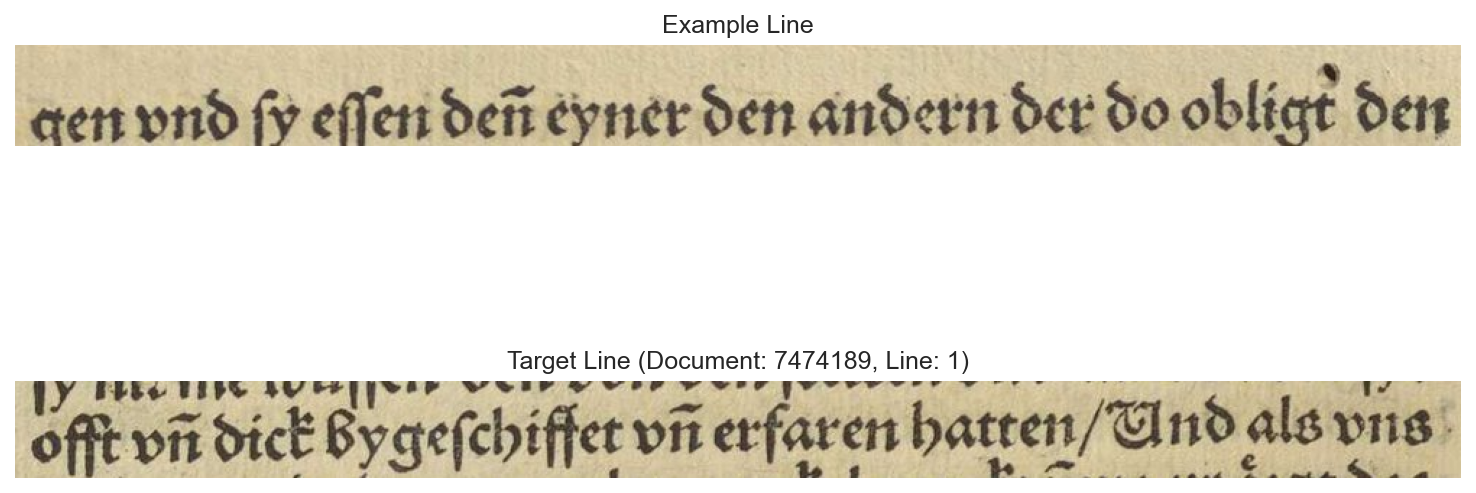 Example Line
gen vnd ſy eſſen deñ eyner den andern der do obligt den
Target Line (Document: 7474189, Line: 1)
offt vñ dick bygeſchiffet vñ erfaren hatten/Vnd als vns